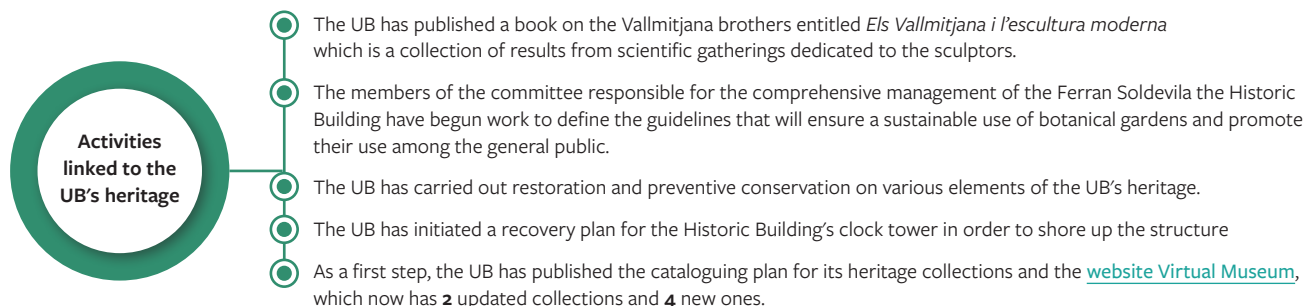 Activities
linked to the
UB's heritage
The UB has published a book on the Vallmitjana brothers entitled Els Vallmitjana i l'escultura moderna
which is a collection of results from scientific gatherings dedicated to the sculptors.
The members of the committee responsible for the comprehensive management of the Ferran Soldevila the Historic
Building have begun work to define the guidelines that will ensure a sustainable use of botanical gardens and promote
their use among the general public.
The UB has carried out restoration and preventive conservation on various elements of the UB's heritage.
The UB has initiated a recovery plan for the Historic Building's clock tower in order to shore up the structure
As a first step, the UB has published the cataloguing plan for its heritage collections and the website Virtual Museum,
which now has 2 updated collections and 4 new ones.